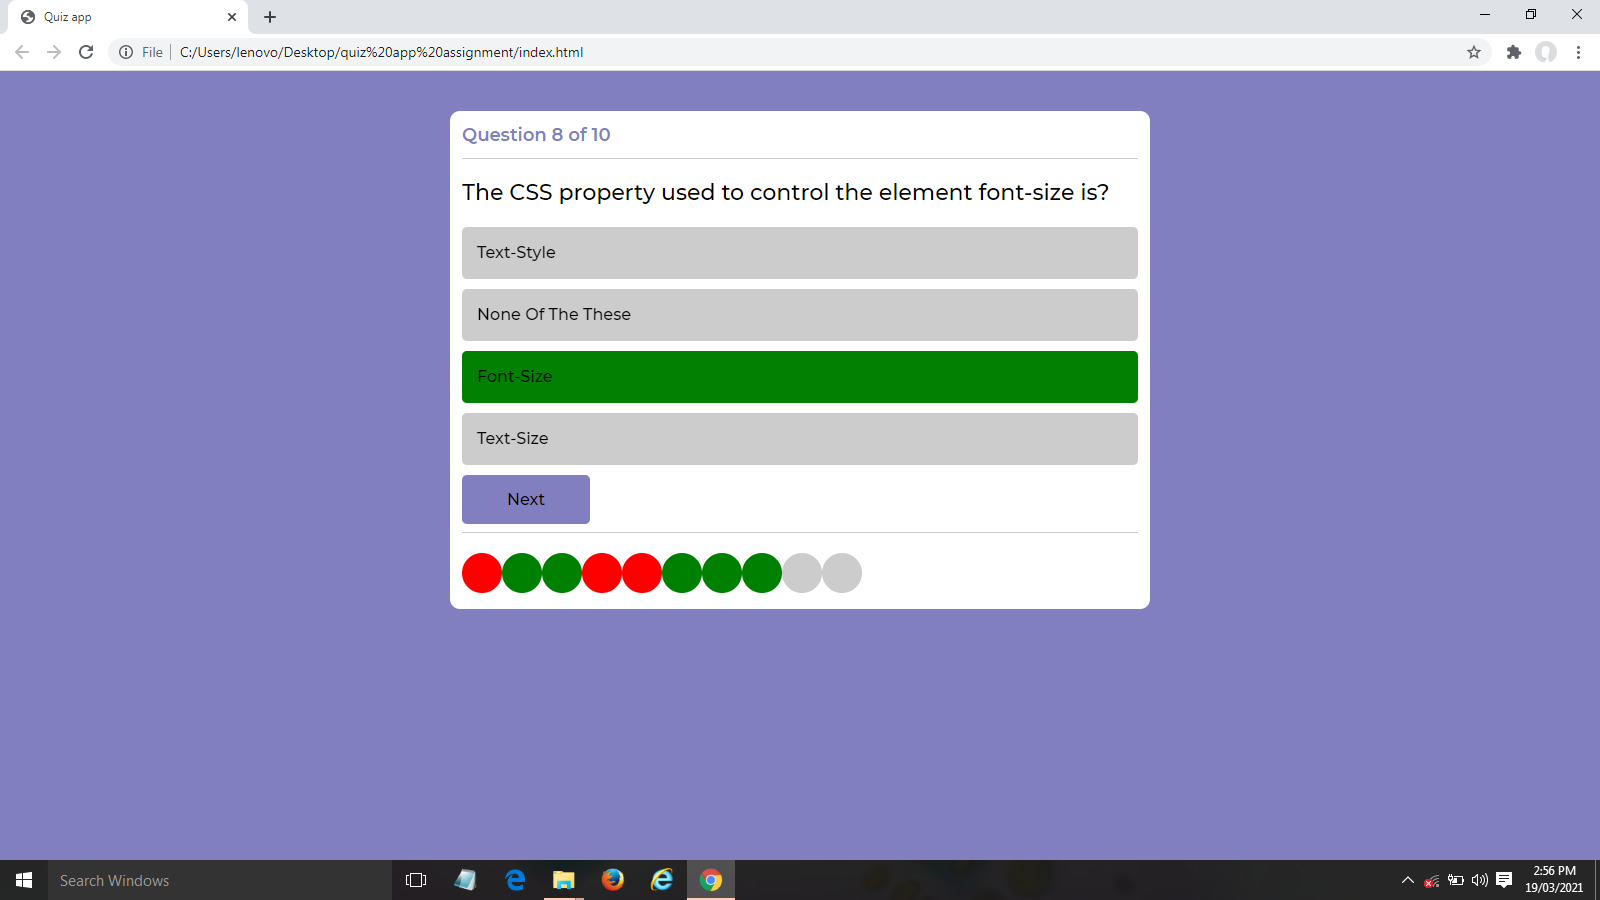 Quiz app
File
C:/Users/lenovo/Desktop/quiz%20app%20assignment/index.html
Question 8 of 10
The CSS property used to control the element font-size is?
Text-Style
None Of The These
Font-Size
Text-Size
Next
Search Windows
2:56 PM
19/03/2021